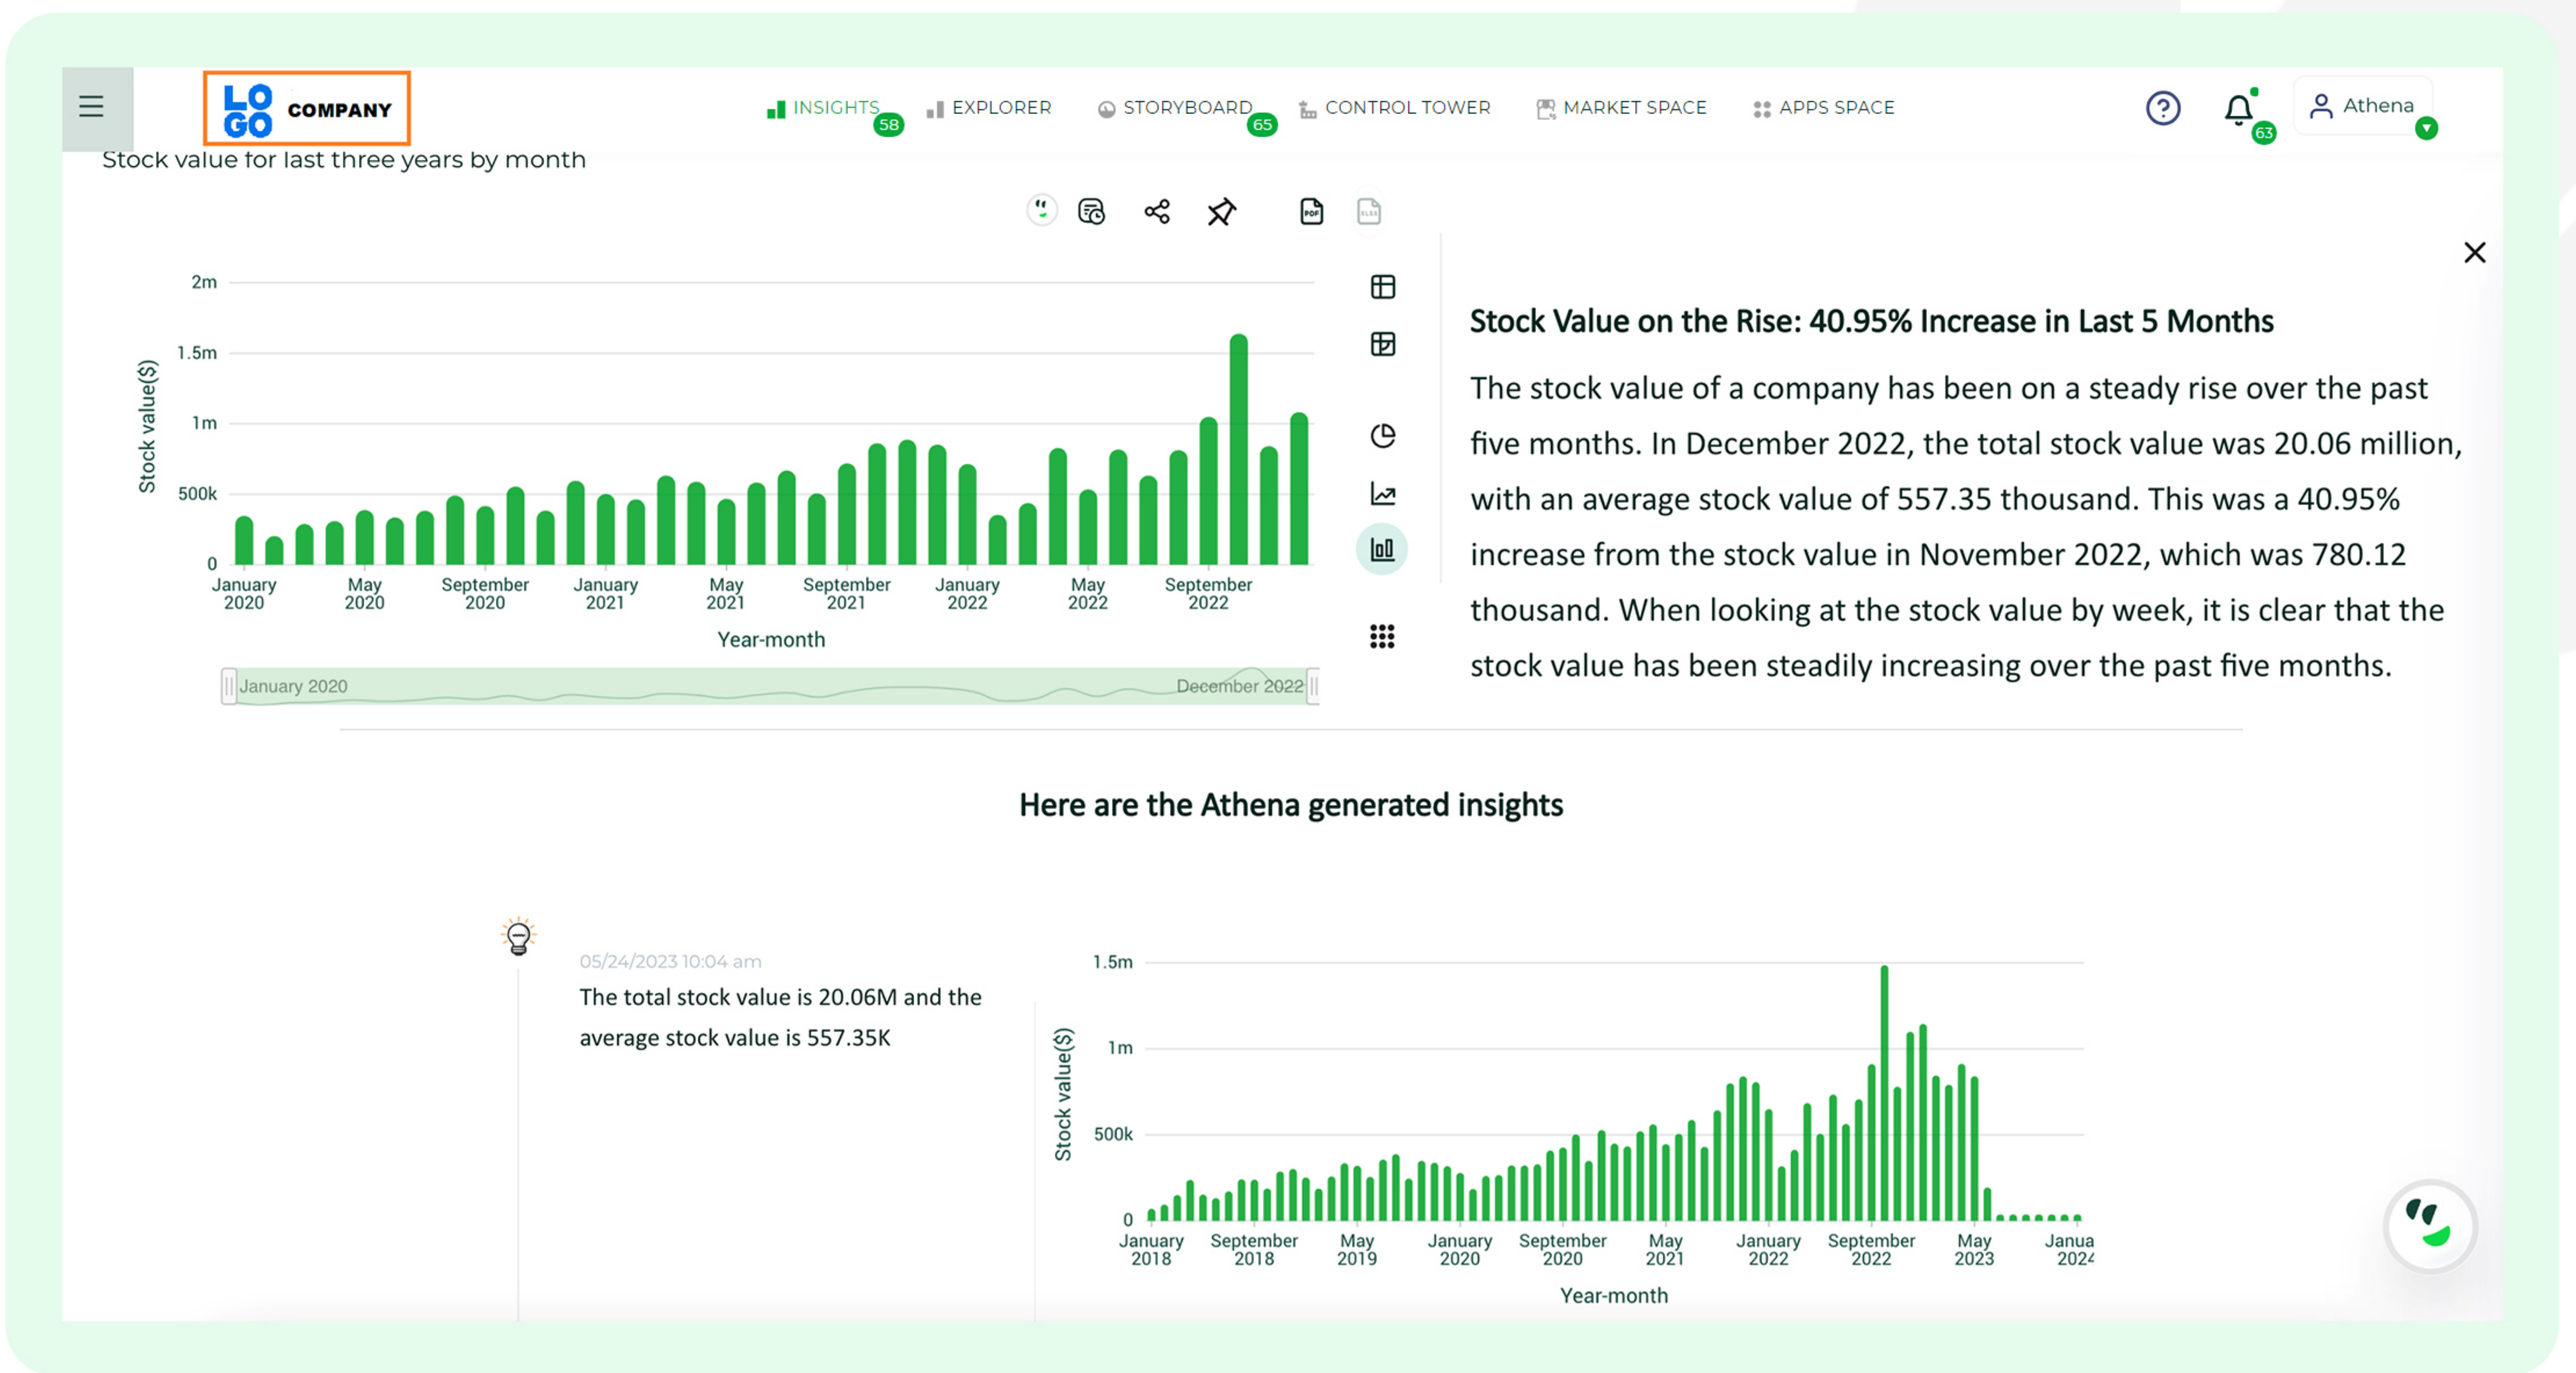 LO
GO
COMPANY
INSIGHTS
58
EXPLORER
STORYBOARD
65
CONTROL TOWER
MARKET SPACE
APPS SPACE
63
Athena
Stock value for last three years by month
PDF
XLSX
2m
1.5m
1m
500k
0
Stock value($)
January 2020
May 2020
September 2020
January 2021
May 2021
September 2021
January 2022
May 2022
September 2022
Year-month
January 2020
December 2022
Stock Value on the Rise: 40.95% Increase in Last 5 Months
The stock value of a company has been on a steady rise over the past
five months. In December 2022, the total stock value was 20.06 million,
with an average stock value of 557.35 thousand. This was a 40.95%
increase from the stock value in November 2022, which was 780.12
thousand. When looking at the stock value by week, it is clear that the
stock value has been steadily increasing over the past five months.
Here are the Athena generated insights
05/24/2023 10:04 am
The total stock value is 20.06M and the
average stock value is 557.35K
1.5m
1m
500k
0
Stock value($)
January 2018
September 2018
May 2019
January 2020
September 2020
May 2021
January 2022
September 2022
May 2023
Janua 2024
Year-month